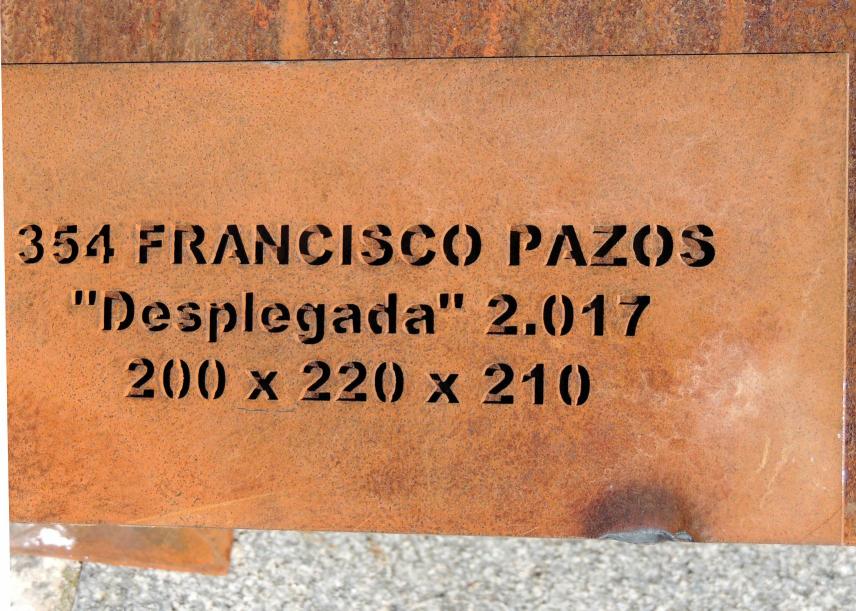 354 FRANCISCO PAZOS
"Desplegada" 2.017
200 x 220 x 210